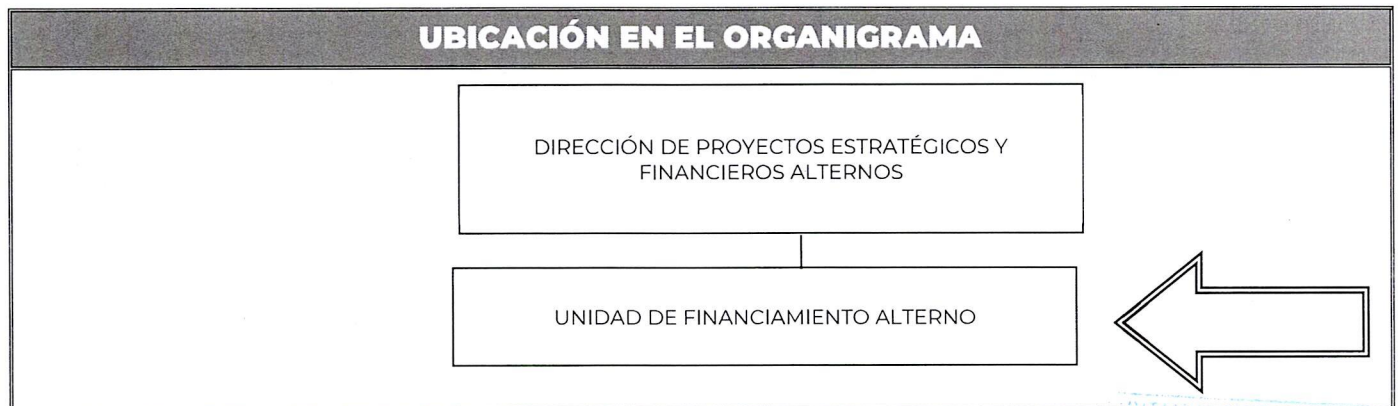 UBICACIÓN EN EL ORGANIGRAMA
DIRECCIÓN DE PROYECTOS ESTRATÉGICOS Y
FINANCIEROS ALTERNOS
UNIDAD DE FINANCIAMIENTO ALTERNO